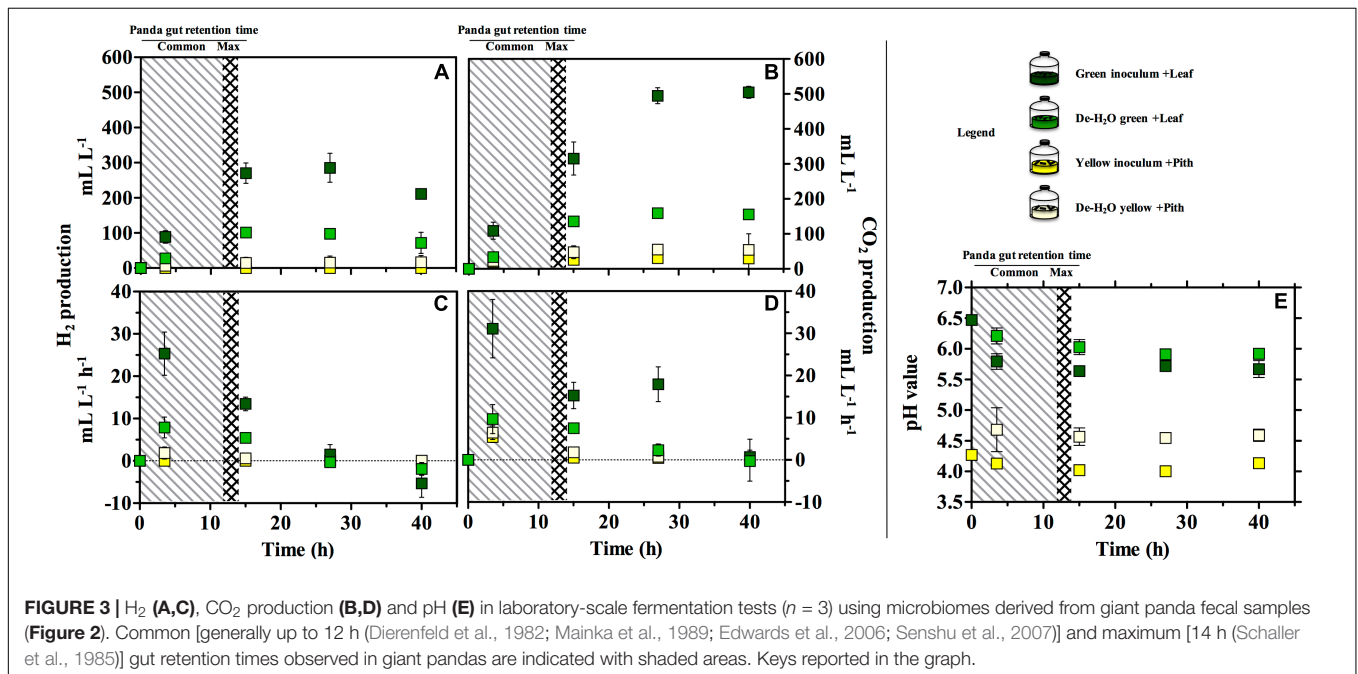 Panda gut retention time
Common Max
Panda gut retention time
Common Max
A
600
500
400
300
200
100
0
mL L-1
B
600
500
400
300
200
100
0
mL L-1
H2 production
CO2 production
C
40
30
20
10
0
-10
mL L-1 h-1
0 10 20 30 40
Time (h)
D
40
30
20
10
0
-10
mL L-1 h-1
0 10 20 30 40
Time (h)
Legend
Green inoculum +Leaf
De-H2O green +Leaf
Yellow inoculum +Pith
De-H2O yellow +Pith
Panda gut retention time
Common Max
E
7.0
6.5
6.0
5.5
5.0
4.5
4.0
3.5
pH value
0 10 20 30 40
Time (h)
FIGURE 3 | H2 (A,C), CO2 production (B,D) and pH (E) in laboratory-scale fermentation tests (n = 3) using microbiomes derived from giant panda fecal samples
(Figure 2). Common [generally up to 12 h (Dierenfeld et al., 1982; Mainka et al., 1989; Edwards et al., 2006; Senshu et al., 2007)] and maximum [14 h (Schaller
et al., 1985)] gut retention times observed in giant pandas are indicated with shaded areas. Keys reported in the graph.